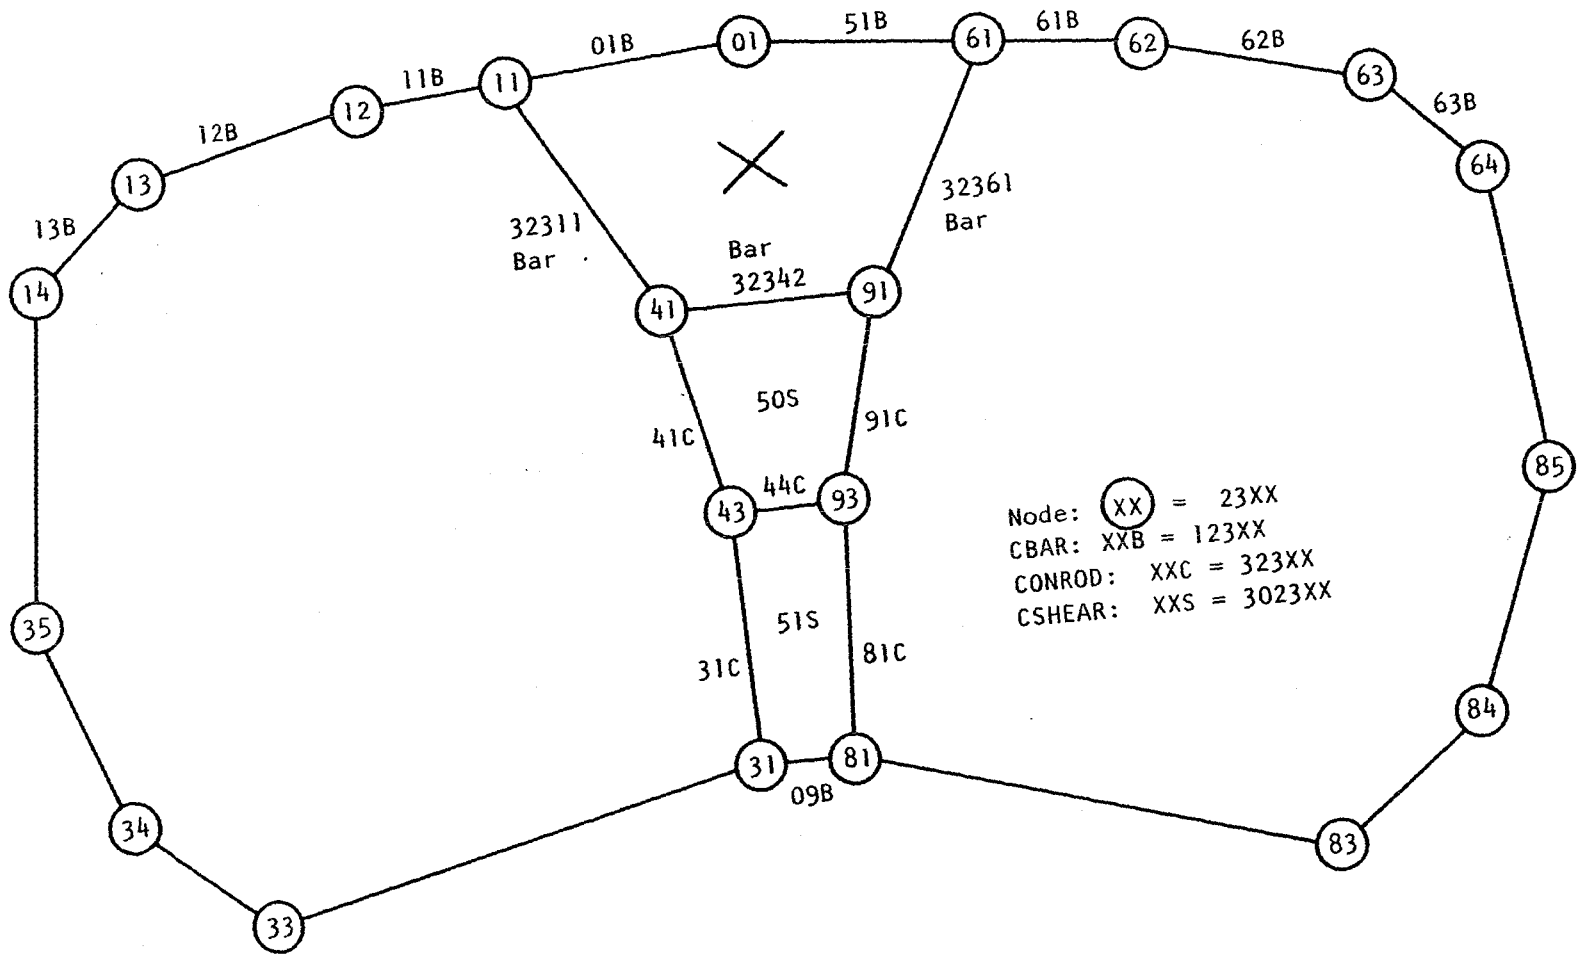 01B
01
51B
61
61B
62
62B
63
63B
64
11
11B
12
12B
13
13B
14
32311
Bar
32361
Bar
Bar
32342
41
91
50S
41C
91C
44C
43
93
85
Node: XX = 23XX
CBAR: XXB = 123XX
CONROD: XXC = 323XX
CSHEAR: XXS = 3023XX
35
51S
31C
81C
84
31
81
09B
34
83
33